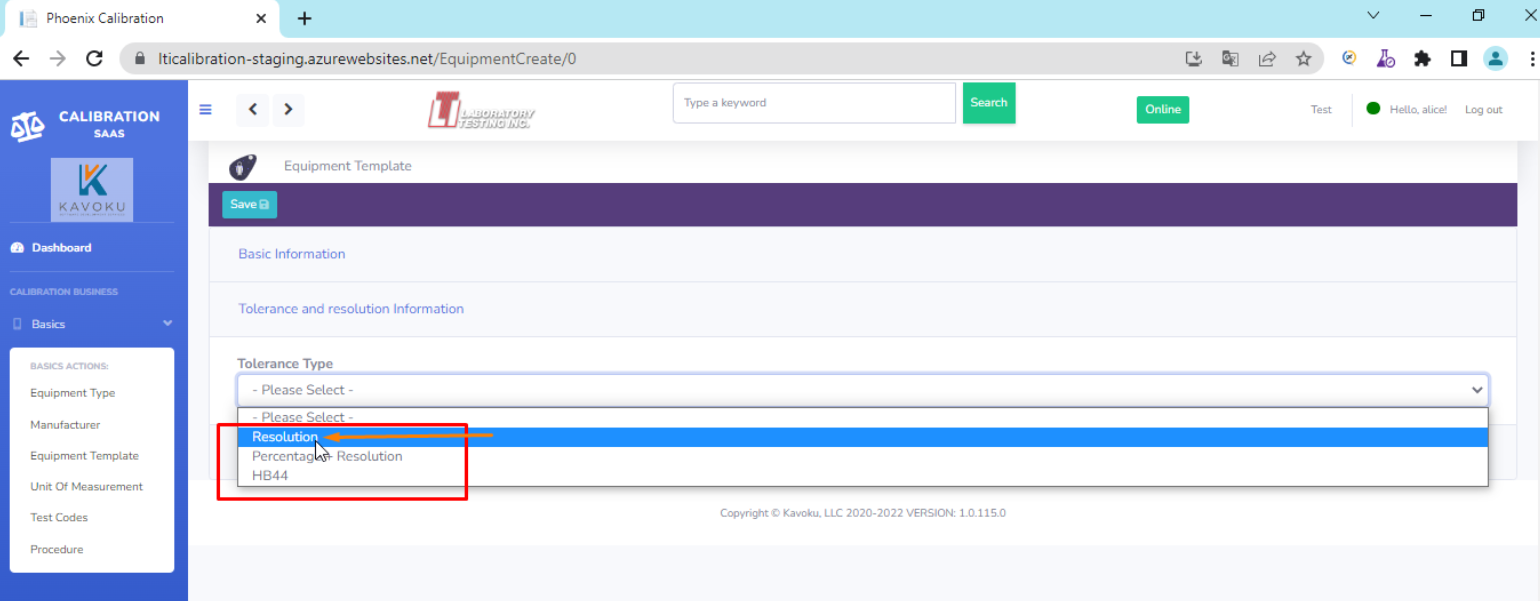 Phoenix Calibration
lticalibration-staging.azurewebsites.net/EquipmentCreate/0
CALIBRATION
SAAS
LABORATORY
TESTING INC.
Type a keyword
Search
Online
Test
Hello, alice!
Log out
KAVOKU
Equipment Template
Save
Dashboard
Basic Information
CALIBRATION BUSINESS
Tolerance and resolution Information
Basics
BASICS ACTIONS:
Equipment Type
Manufacturer
Equipment Template
Unit Of Measurement
Test Codes
Procedure
Tolerance Type
- Please Select -
- Please Select -
Resolution
Percentage + Resolution
HB44
Copyright © Kavoku, LLC 2020-2022 VERSION: 1.0.115.0